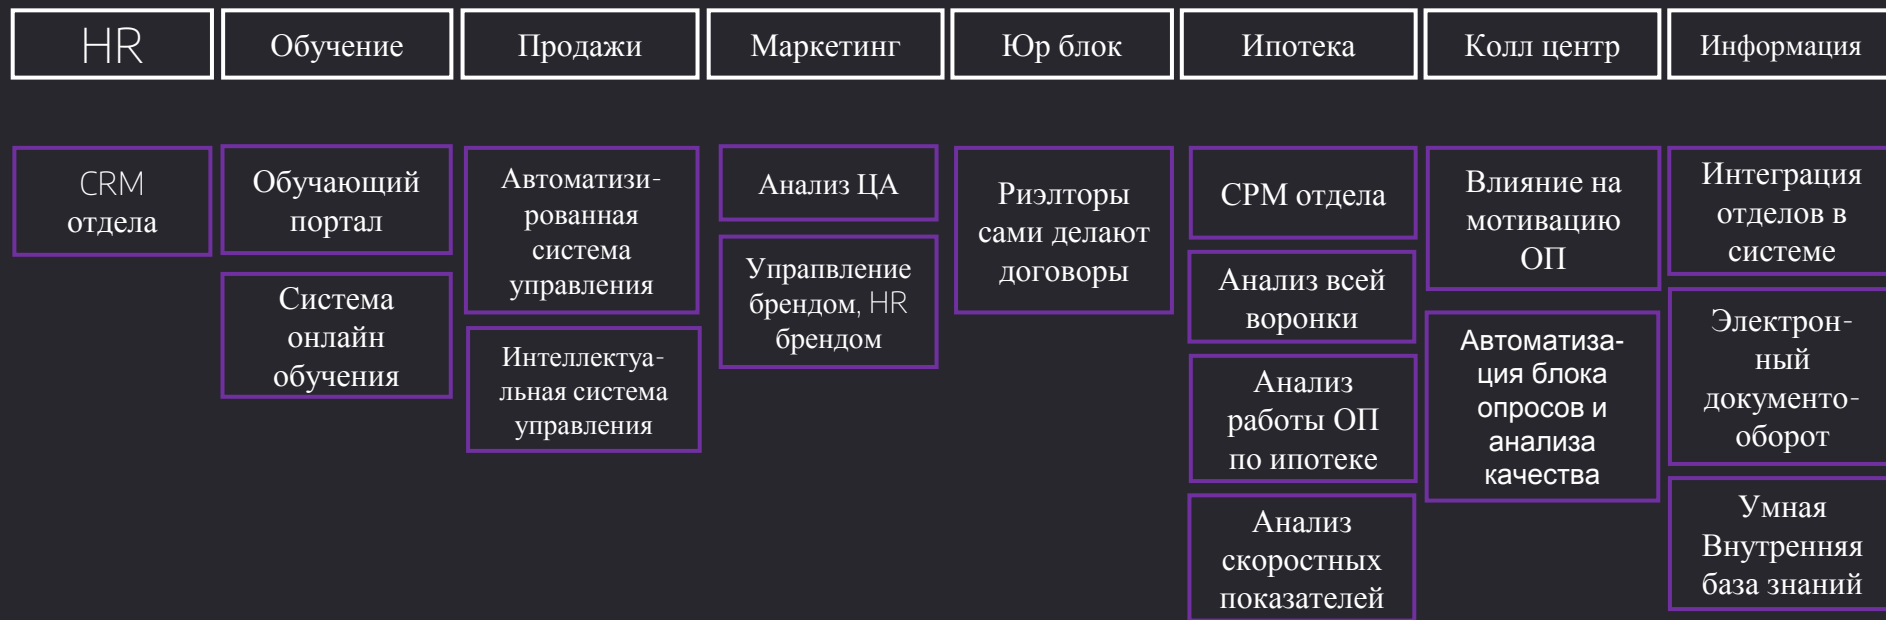 HR
Обучение
Продажи
Маркетинг
Юр блок
Ипотека
Колл центр
Информация
CRM
отдела
Обучающий
портал
Система
онлайн
обучения
Автоматизи-
рованная
система
управления
Интеллектуа-
льная система
управления
Анализ ЦА
Упрапвление
брендом, HR
брендом
Риэлторы
сами делают
договоры
СРМ отдела
Анализ всей
воронки
Анализ
работы ОП
по ипотеке
Анализ
скоростных
показателей
Влияние на
мотивацию
ОП
Автоматиза-
ция блока
опросов и
анализа
качества
Интеграция
отделов в
системе
Электрон-
ный
документо-
оборот
Умная
Внутренняя
база знаний